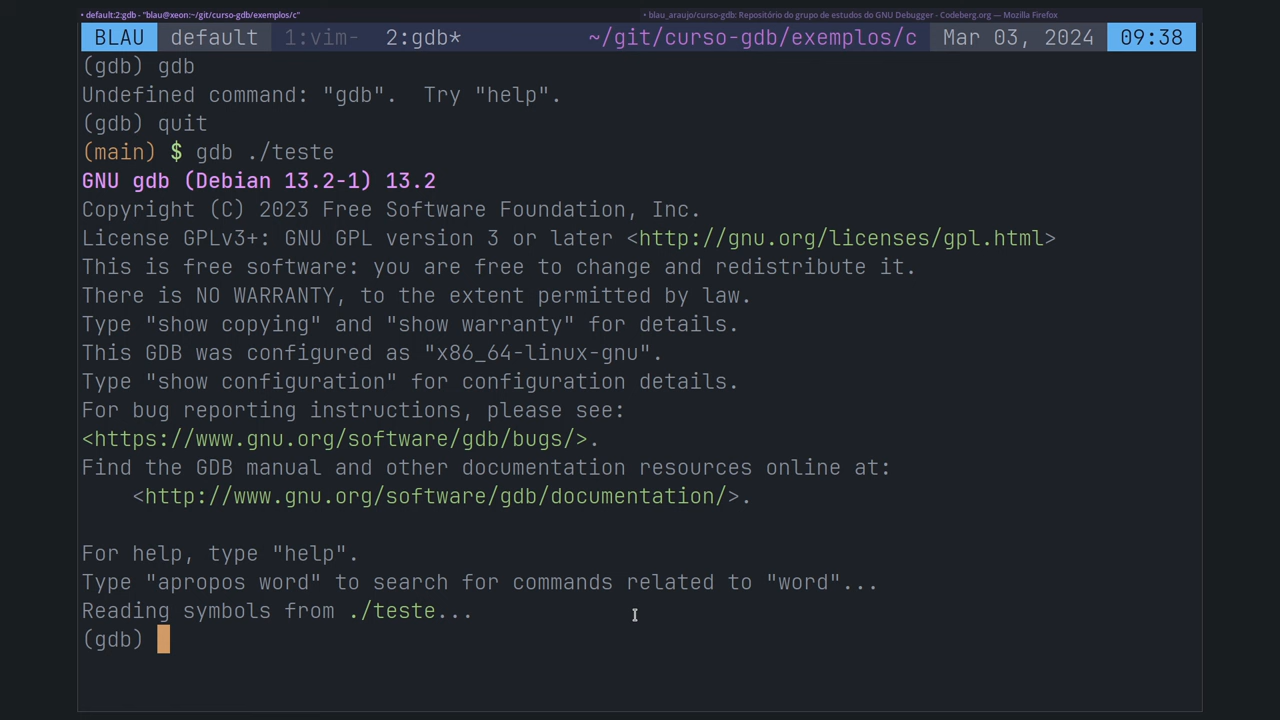 • default:2:gdb - "blau@xeon:~/git/curso-gdb/exemplos/c" • blau_araujo/curso-gdb: Repositório do grupo de estudos do GNU Debugger - Codeberg.org — Mozilla Firefox
BLAU default 1:vim- 2:gdb* ~/git/curso-gdb/exemplos/c Mar 03, 2024 09:38
(gdb) gdb
Undefined command: "gdb".  Try "help".
(gdb) quit
(main) $ gdb ./teste
GNU gdb (Debian 13.2-1) 13.2
Copyright (C) 2023 Free Software Foundation, Inc.
License GPLv3+: GNU GPL version 3 or later <http://gnu.org/licenses/gpl.html>
This is free software: you are free to change and redistribute it.
There is NO WARRANTY, to the extent permitted by law.
Type "show copying" and "show warranty" for details.
This GDB was configured as "x86_64-linux-gnu".
Type "show configuration" for configuration details.
For bug reporting instructions, please see:
<https://www.gnu.org/software/gdb/bugs/>.
Find the GDB manual and other documentation resources online at:
    <http://www.gnu.org/software/gdb/documentation/>.
For help, type "help".
Type "apropos word" to search for commands related to "word"...
Reading symbols from ./teste...
(gdb)